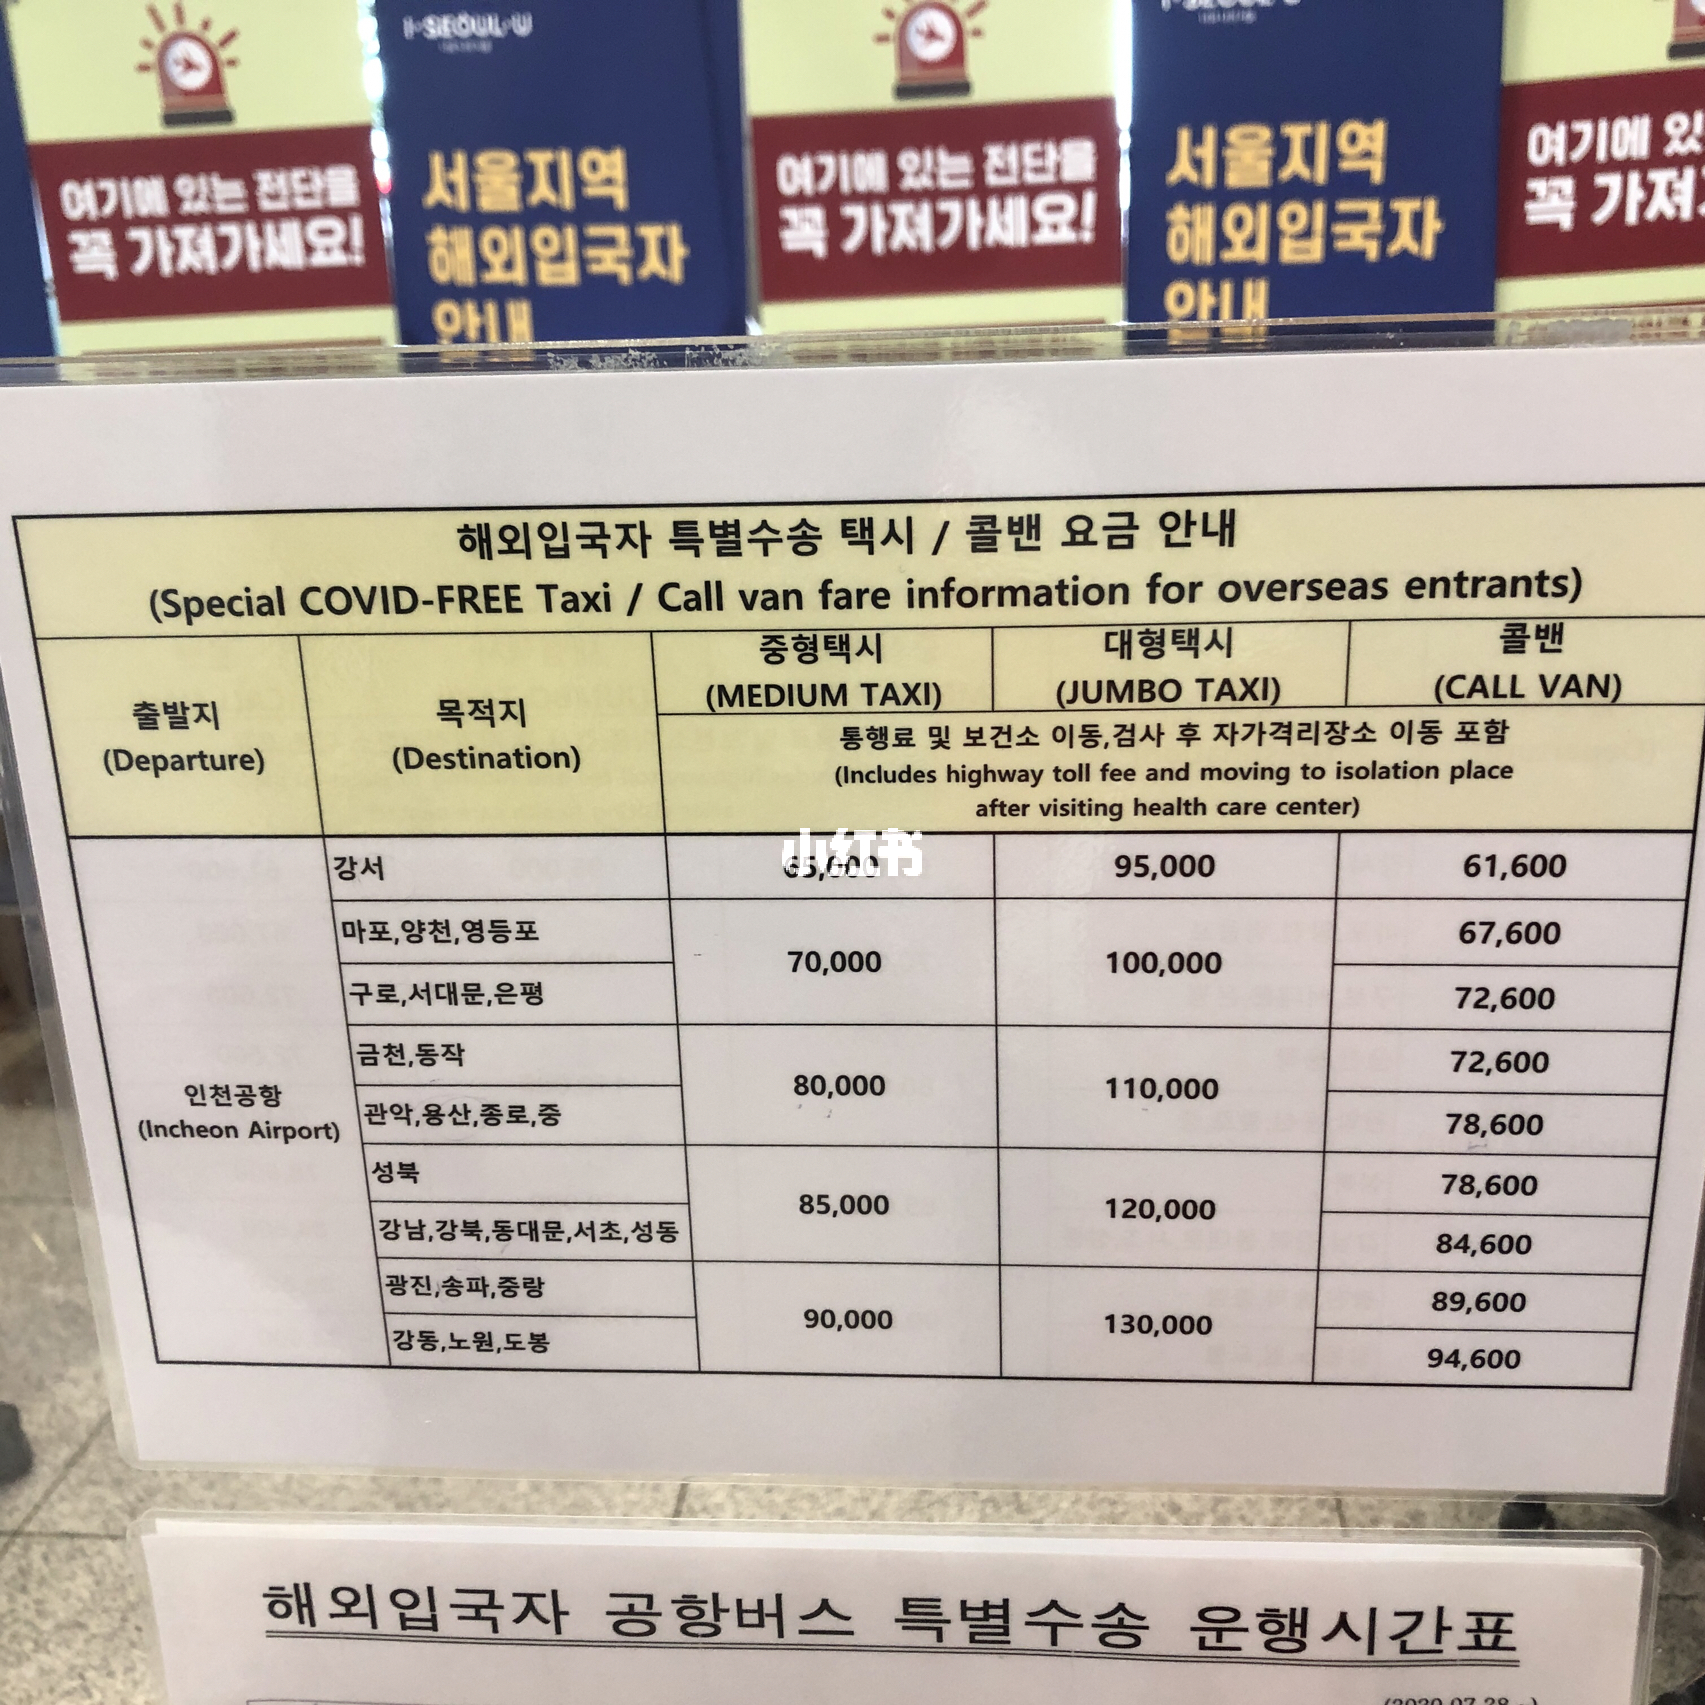 I·SEOUL·U
여기에 있는 전단을
꼭 가져가세요!
서울지역
해외입국자
안내
여기에 있는 전단을
꼭 가져가세요!
서울지역
해외입국자
안내
여기에
꼭
해외입국자 특별수송 택시 / 콜밴 요금 안내
(Special COVID-FREE Taxi / Call van fare information for overseas entrants)
출발지
(Departure)
목적지
(Destination)
중형택시
(MEDIUM TAXI)
대형택시
(JUMBO TAXI)
콜밴
(CALL VAN)
통행료 및 보건소 이동,검사 후 자가격리장소 이동 포함
(Includes highway toll fee and moving to isolation place
after visiting health care center)
인천공항
(Incheon Airport)
강서 65,000 95,000 61,600
小红书
마포,양천,영등포 70,000 100,000 67,600
구로,서대문,은평 72,600
금천,동작 80,000 110,000 72,600
관악,용산,종로,중 78,600
성북 85,000 120,000 78,600
강남,강북,동대문,서초,성동 84,600
광진,송파,중랑 90,000 130,000 89,600
강동,노원,도봉 94,600
해외입국자 공항버스 특별수송 운행시간표